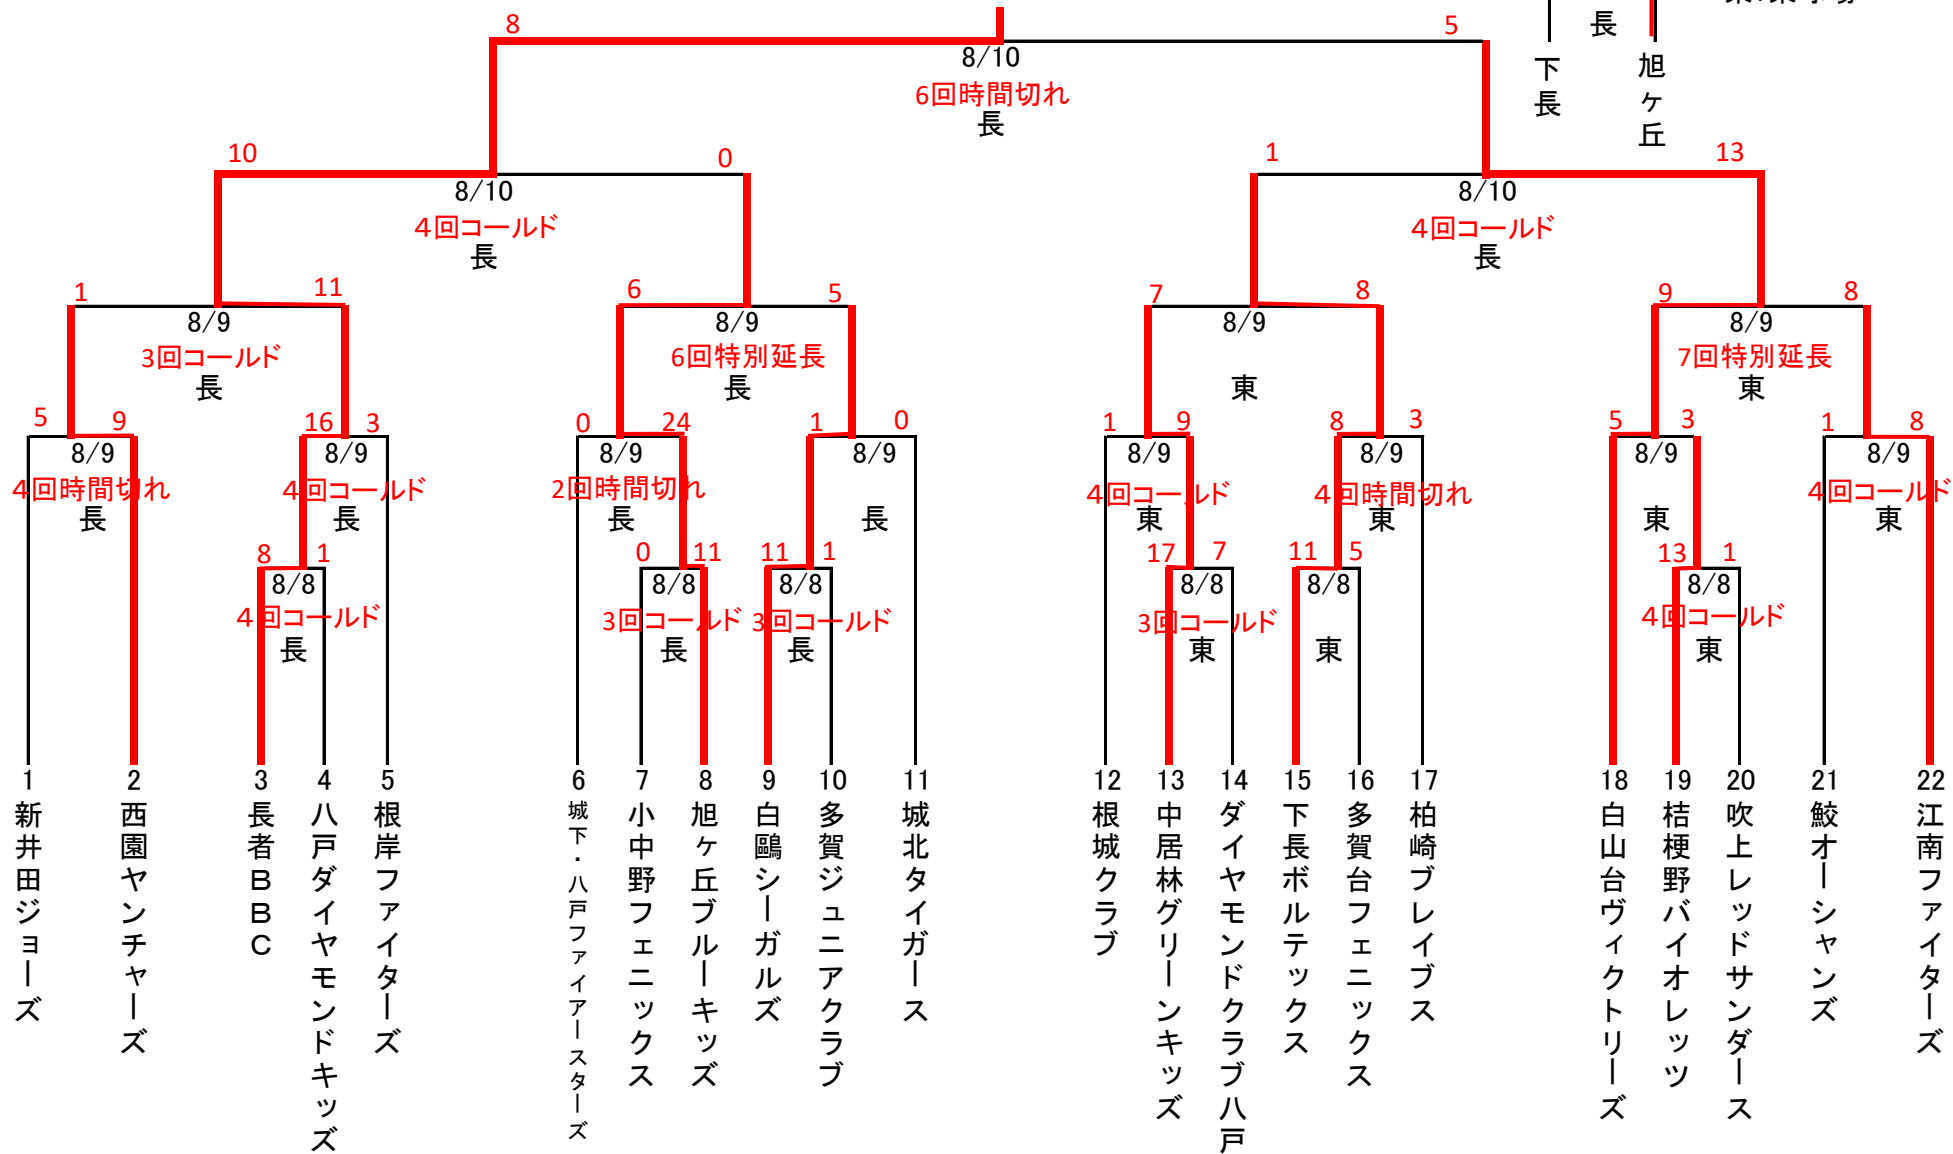 8
5
8/10
6回時間切れ
長
長
下長
旭ヶ丘
10
0
8/10
4回コールド
長
1
13
8/10
4回コールド
長
1
11
8/9
3回コールド
長
6
5
8/9
6回特別延長
長
7
8
8/9
東
9
8
8/9
7回特別延長
東
5
9
8/9
4回時間切れ
長
16
3
8/9
4回コールド
長
0
24
8/9
2回時間切れ
長
1
0
8/9
長
1
9
8/9
4回コールド
東
8
3
8/9
4回時間切れ
東
5
3
8/9
東
1
8
8/9
4回コールド
東
8
1
8/8
4回コールド
長
0
11
8/8
3回コールド
長
11
1
8/8
3回コールド
長
17
7
8/8
3回コールド
東
11
5
8/8
東
13
1
8/8
4回コールド
東
1
新井田ジョーズ
2
西園ヤンチャーズ
3
長者BBC
4
八戸ダイヤモンドキッズ
5
根岸ファイターズ
6
城下・八戸ファイアースターズ
7
小中野フェニックス
8
旭ヶ丘ブルーキッズ
9
白鷗シーガルズ
10
多賀ジュニアクラブ
11
城北タイガース
12
根城クラブ
13
中居林グリーンキッズ
14
ダイヤモンドクラブ八戸
15
下長ボルテックス
16
多賀台フェニックス
17
柏崎ブレイブス
18
白山台ヴィクトリーズ
19
桔梗野バイオレッツ
20
吹上レッドサンダース
21
鮫オーシャンズ
22
江南ファイターズ